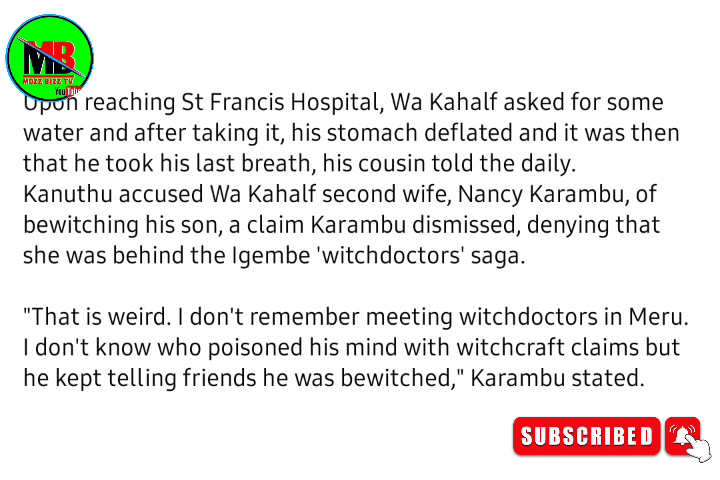 MB
MDZZ BIZZ TV
YouTube
Upon reaching St Francis Hospital, Wa Kahalf asked for some
water and after taking it, his stomach deflated and it was then
that he took his last breath, his cousin told the daily.
Kanuthu accused Wa Kahalf second wife, Nancy Karambu, of
bewitching his son, a claim Karambu dismissed, denying that
she was behind the Igembe 'witchdoctors' saga.
"That is weird. I don't remember meeting witchdoctors in Meru.
I don't know who poisoned his mind with witchcraft claims but
he kept telling friends he was bewitched," Karambu stated.
SUBSCRIBED